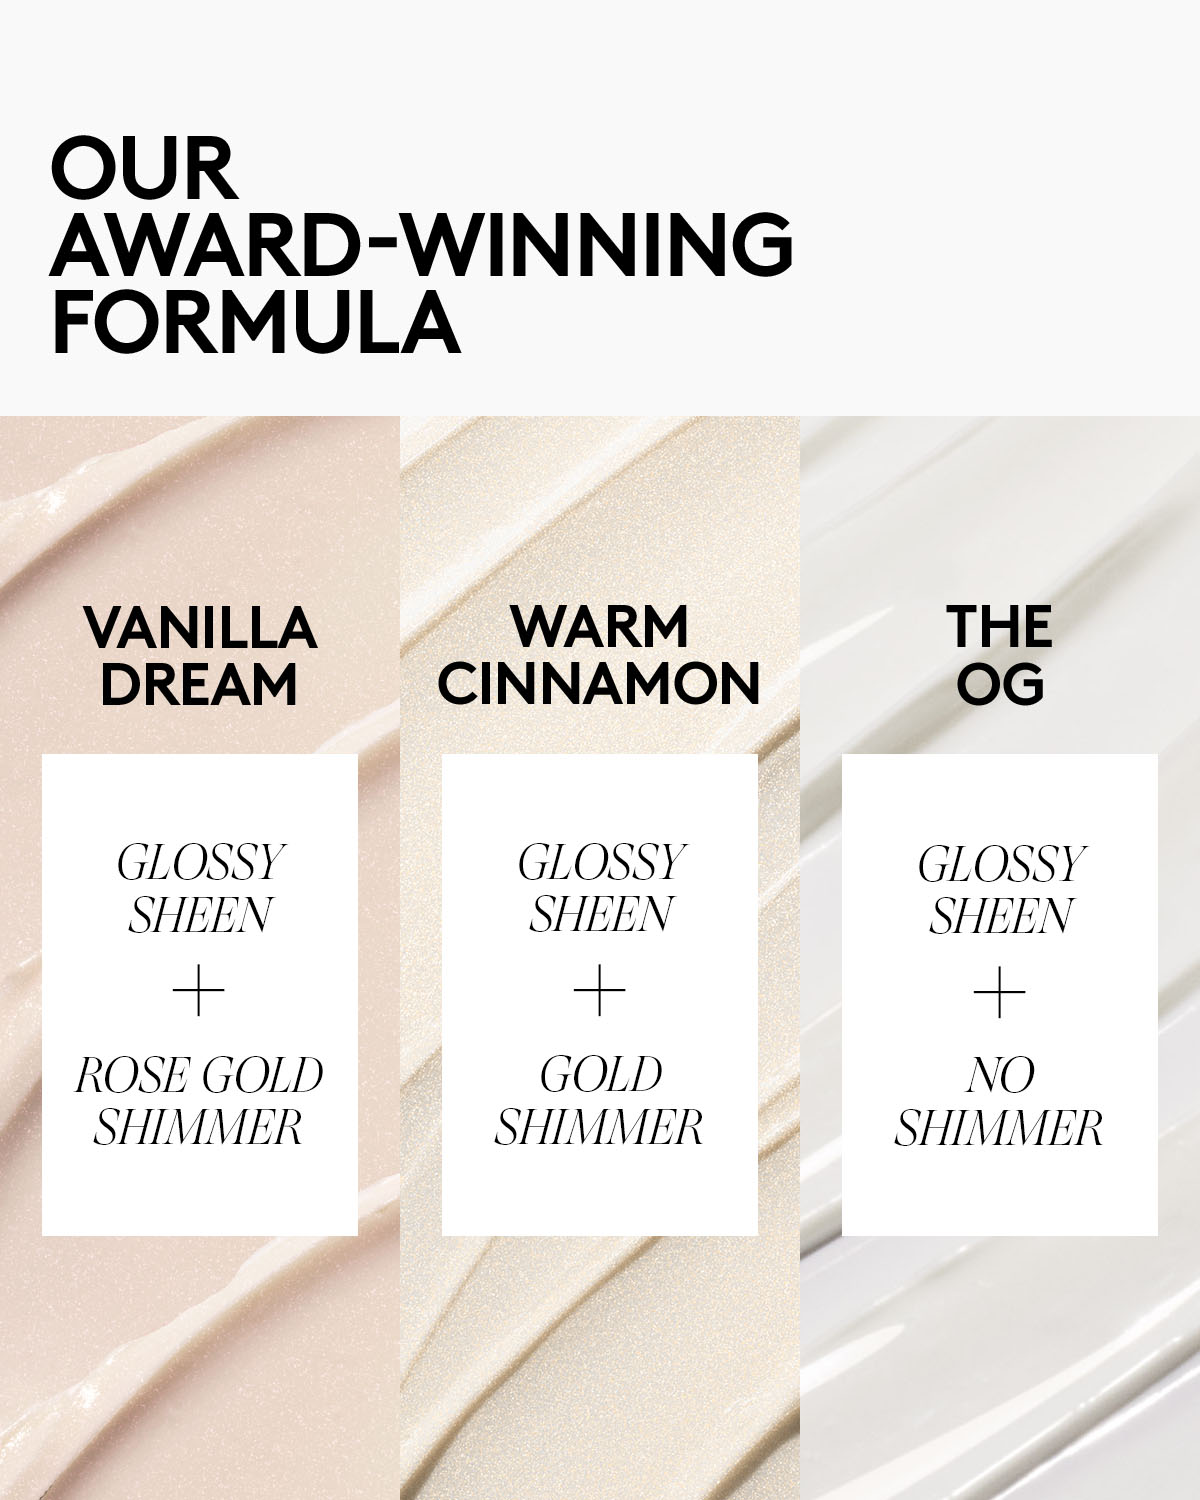 OUR
AWARD-WINNING
FORMULA
VANILLA
DREAM
GLOSSY
SHEEN
+
ROSE GOLD
SHIMMER
WARM
CINNAMON
GLOSSY
SHEEN
+
GOLD
SHIMMER
THE
OG
GLOSSY
SHEEN
+
NO
SHIMMER